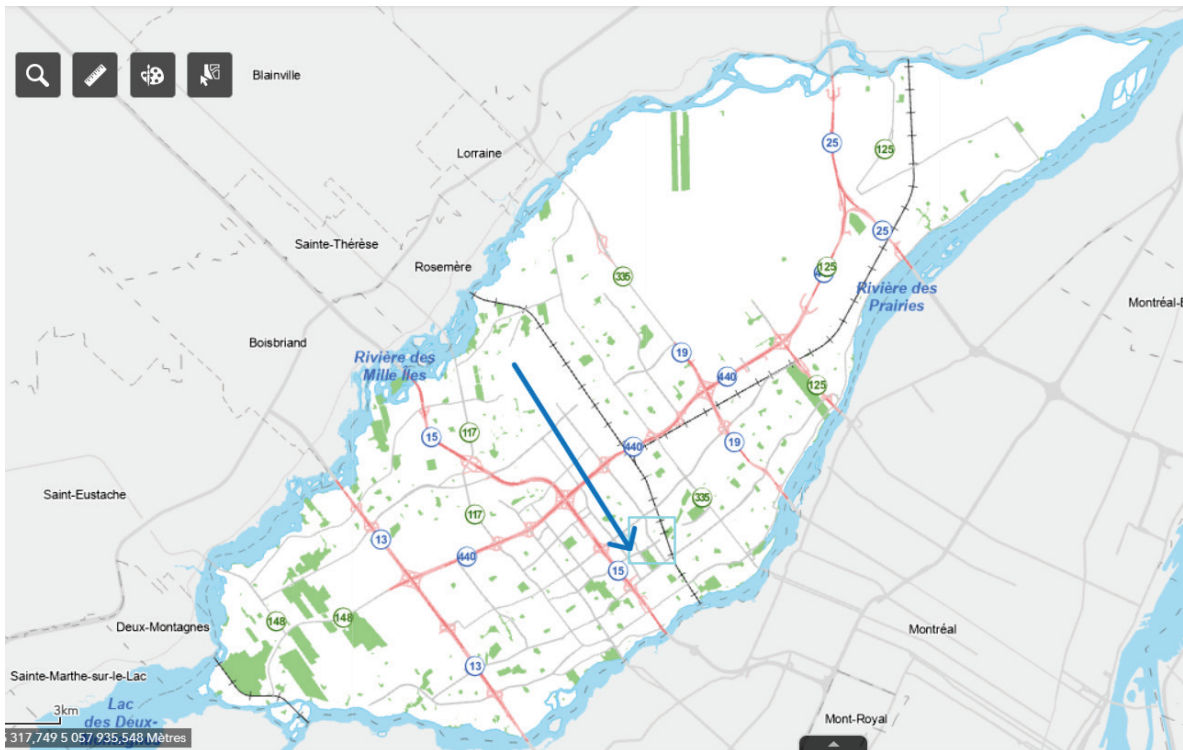 Blainville
Lorraine
25
125
Sainte-Thérèse
25
Rosemère
335
125
Rivière des
Prairies
Montréal-E
Boisbriand
Rivière des
Mille Îles
19
440
125
15
117
440
19
Saint-Eustache
335
117
13
440
15
148
148
Deux-Montagnes
Montréal
13
Sainte-Marthe-sur-le-Lac
Lac
des Deux-
3km
Mont-Royal
317,749 5 057 935,548 Mètres